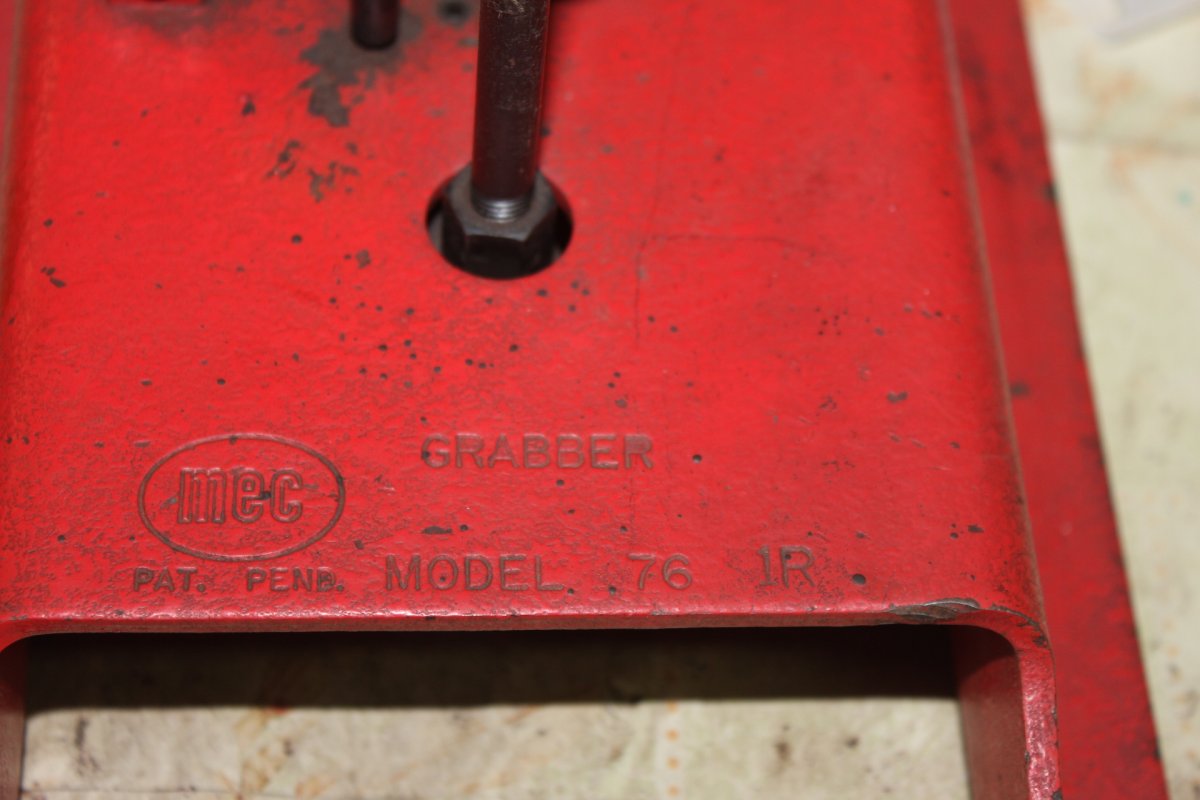 GRABBER
mec
PAT. PEND. MODEL 76 1R